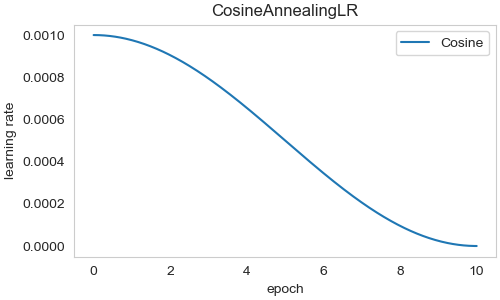 CosineAnnealingLR
Cosine
learning rate
0.0010
0.0008
0.0006
0.0004
0.0002
0.0000
0 2 4 6 8 10
epoch